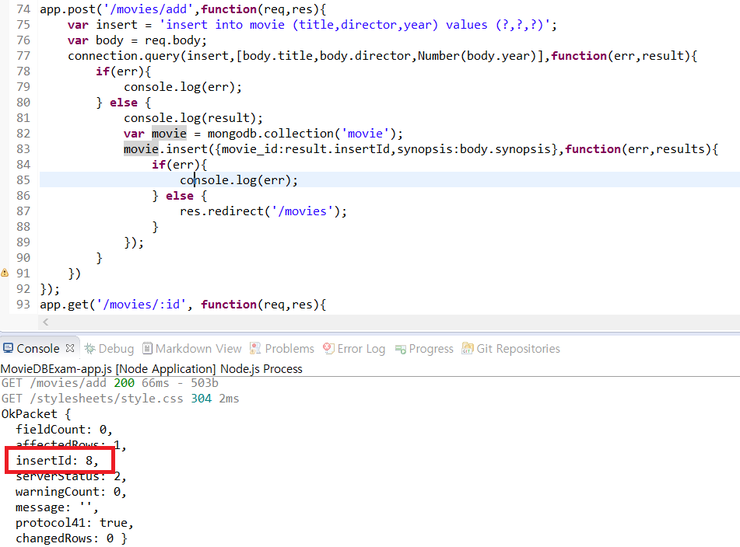 74 app.post('/movies/add',function(req,res){
75     var insert = 'insert into movie (title,director,year) values (?,?,?)';
76     var body = req.body;
77     connection.query(insert,[body.title,body.director,Number(body.year)],function(err,result){
78         if(err){
79             console.log(err);
80         } else {
81             console.log(result);
82             var movie = mongodb.collection('movie');
83             movie.insert({movie_id:result.insertId,synopsis:body.synopsis},function(err,results){
84                 if(err){
85                     console.log(err);
86                 } else {
87                     res.redirect('/movies');
88                 }
89             });
90         }
91     })
92 });
93 app.get('/movies/:id', function(req,res){
Console Debug Markdown View Problems Error Log Progress Git Repositories
MovieDBExam-app.js [Node Application] Node.js Process
GET /movies/add 200 66ms - 503b
GET /stylesheets/style.css 304 2ms
OkPacket {
  fieldCount: 0,
  affectedRows: 1,
  insertId: 8,
  serverStatus: 2,
  warningCount: 0,
  message: '',
  protocol41: true,
  changedRows: 0 }